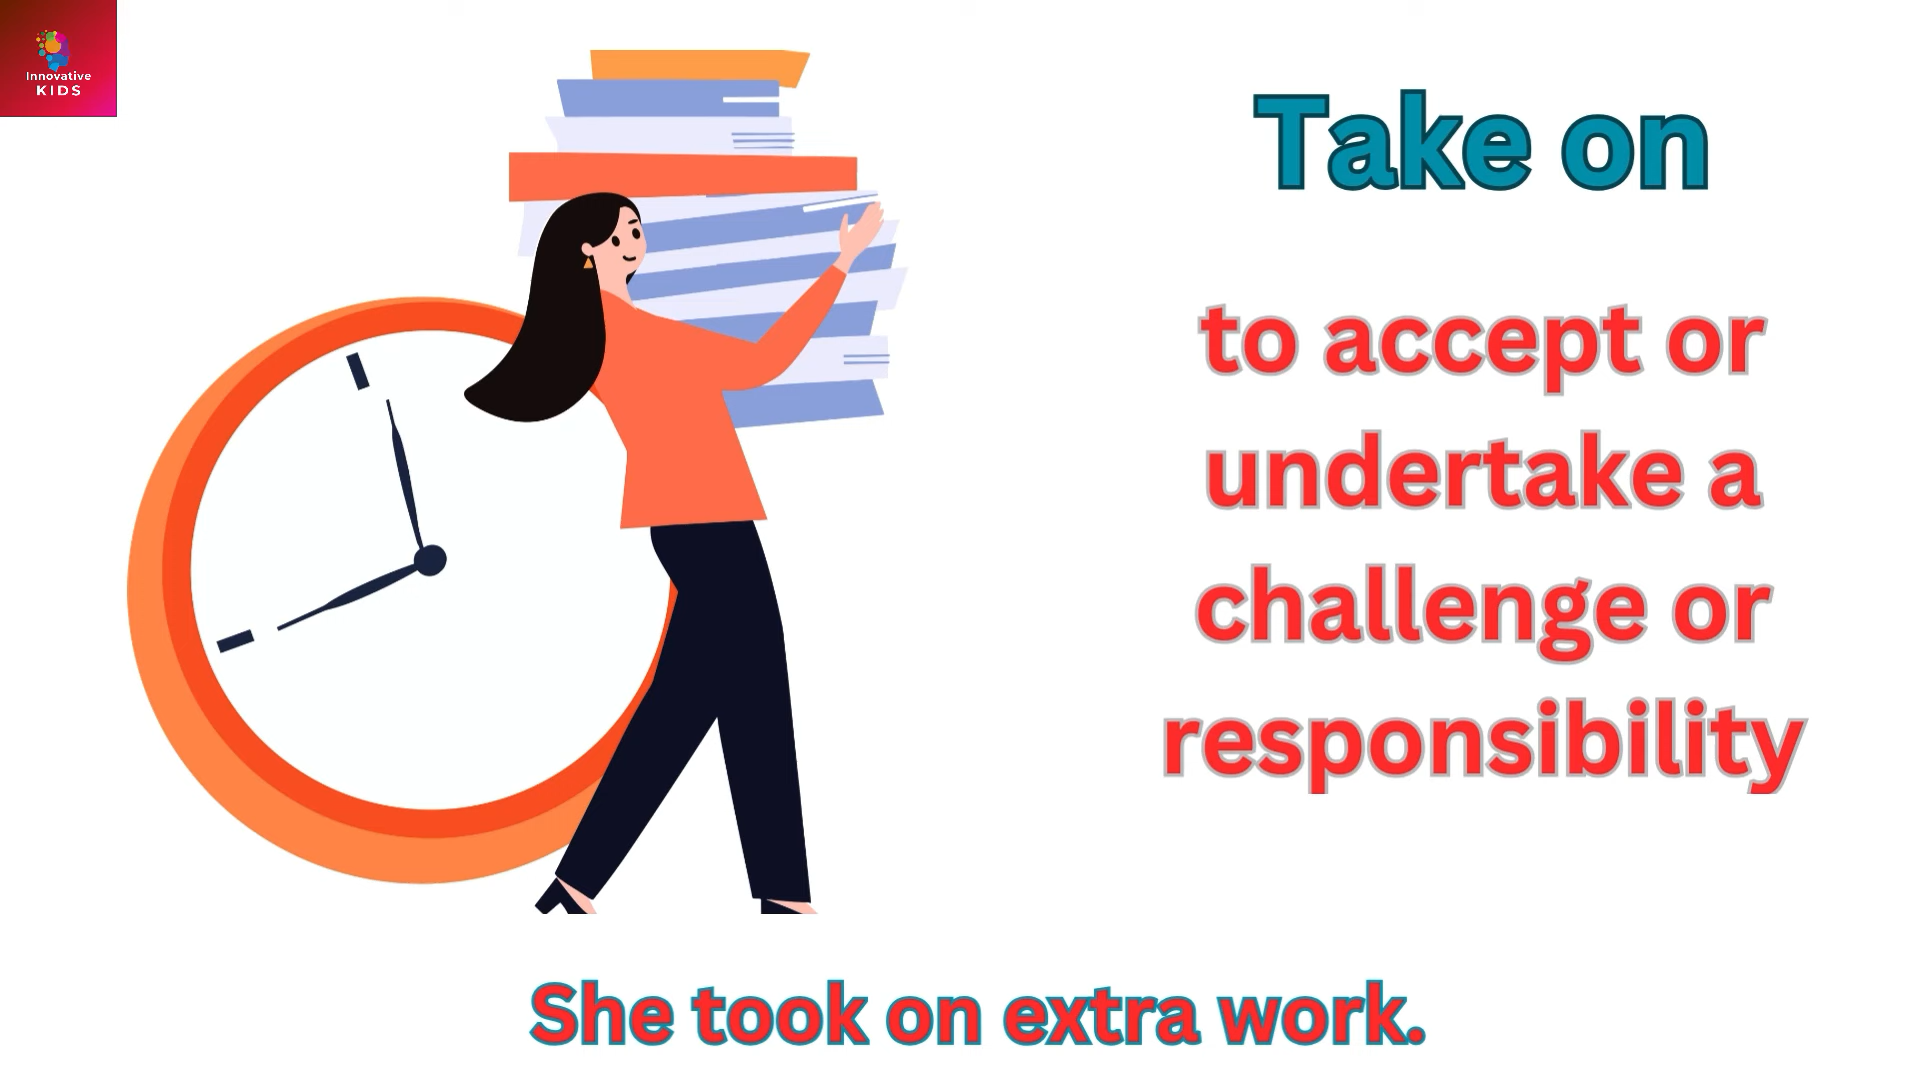 Innovative
KIDS
Take on
to accept or
undertake a
challenge or
responsibility
She took on extra work.